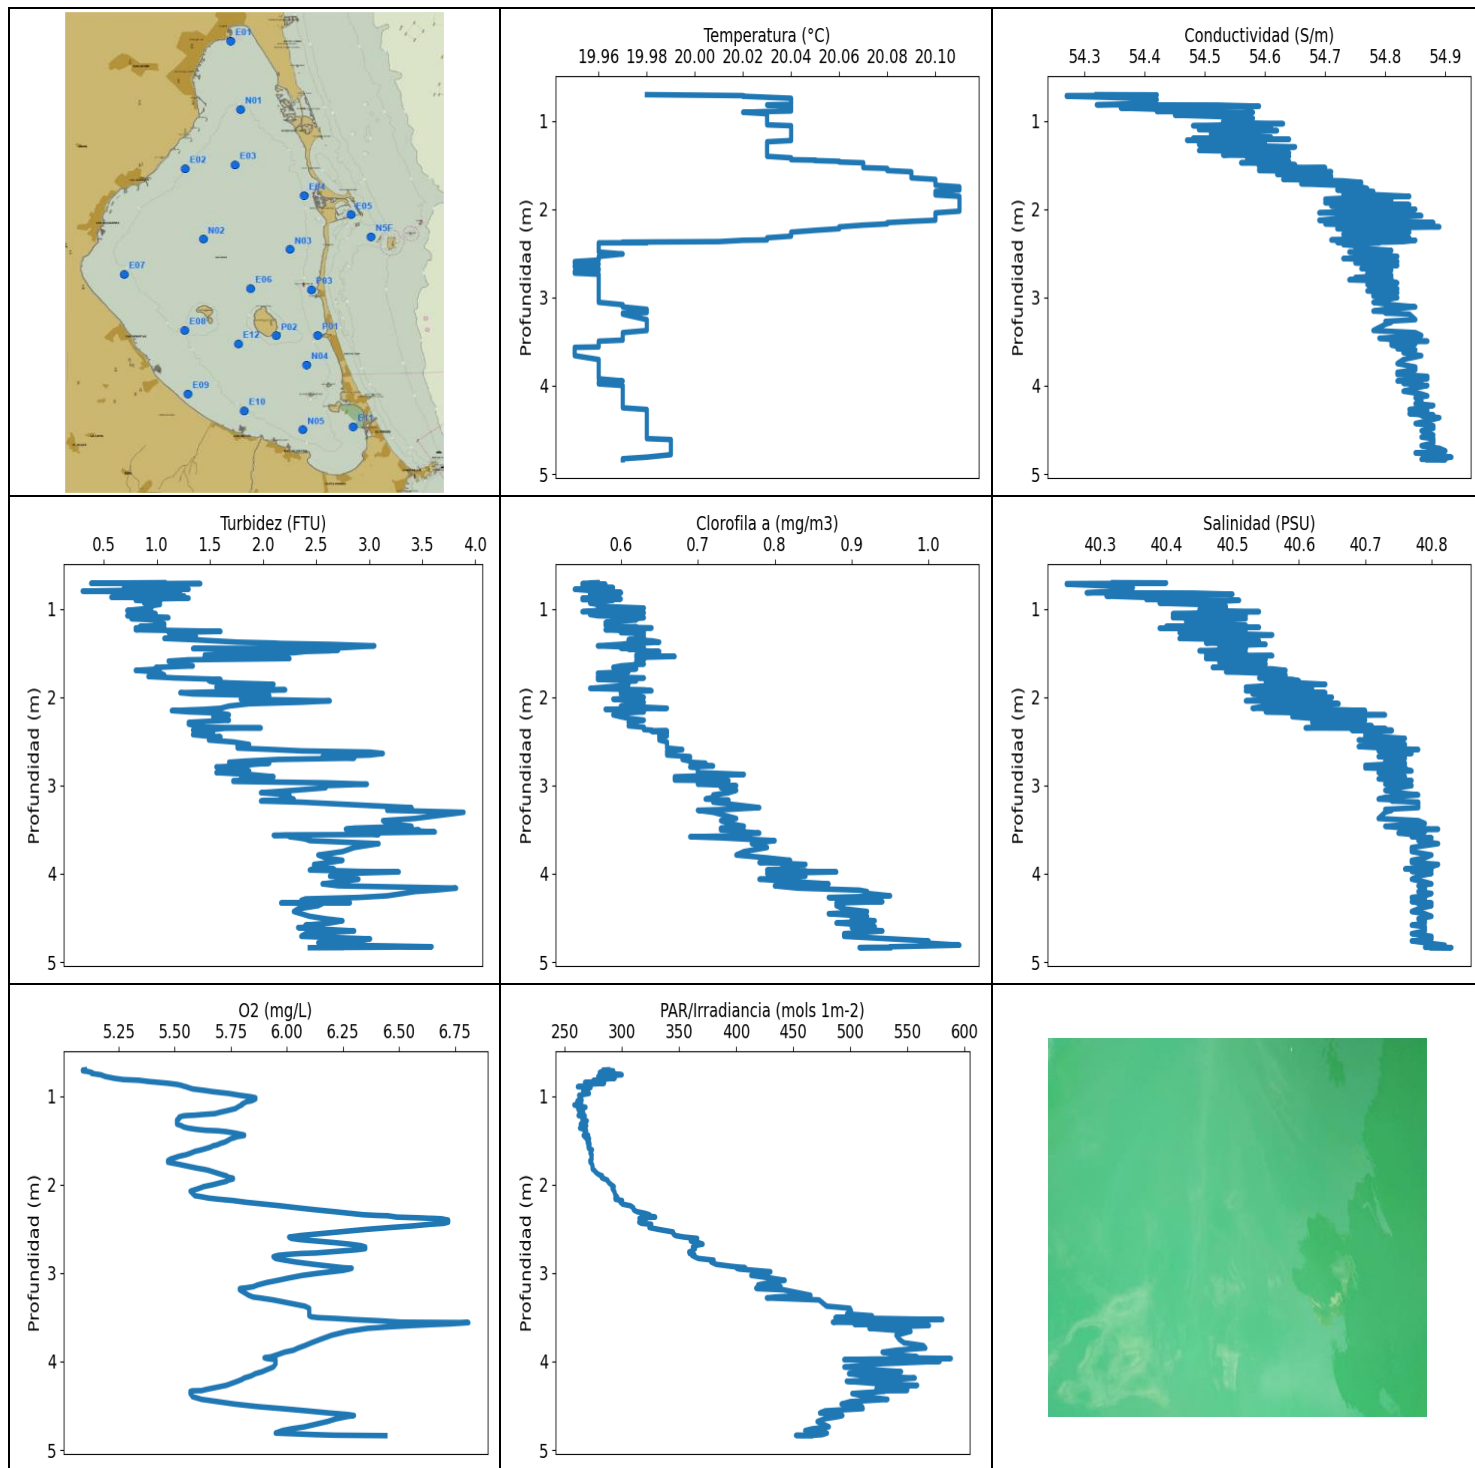 E01
N01
E02
E03
E04
E05
N5F
N02
N03
E07
E06
P03
E08
E12
P02
P01
N04
E09
E10
N05
E11
Temperatura (°C)
19.96 19.98 20.00 20.02 20.04 20.06 20.08 20.10
Profundidad (m)
1
2
3
4
5
Conductividad (S/m)
54.3 54.4 54.5 54.6 54.7 54.8 54.9
Profundidad (m)
1
2
3
4
5
Turbidez (FTU)
0.5 1.0 1.5 2.0 2.5 3.0 3.5 4.0
Profundidad (m)
1
2
3
4
5
Clorofila a (mg/m3)
0.6 0.7 0.8 0.9 1.0
Profundidad (m)
1
2
3
4
5
Salinidad (PSU)
40.3 40.4 40.5 40.6 40.7 40.8
Profundidad (m)
1
2
3
4
5
O2 (mg/L)
5.25 5.50 5.75 6.00 6.25 6.50 6.75
Profundidad (m)
1
2
3
4
5
PAR/Irradiancia (mols 1m-2)
250 300 350 400 450 500 550 600
Profundidad (m)
1
2
3
4
5